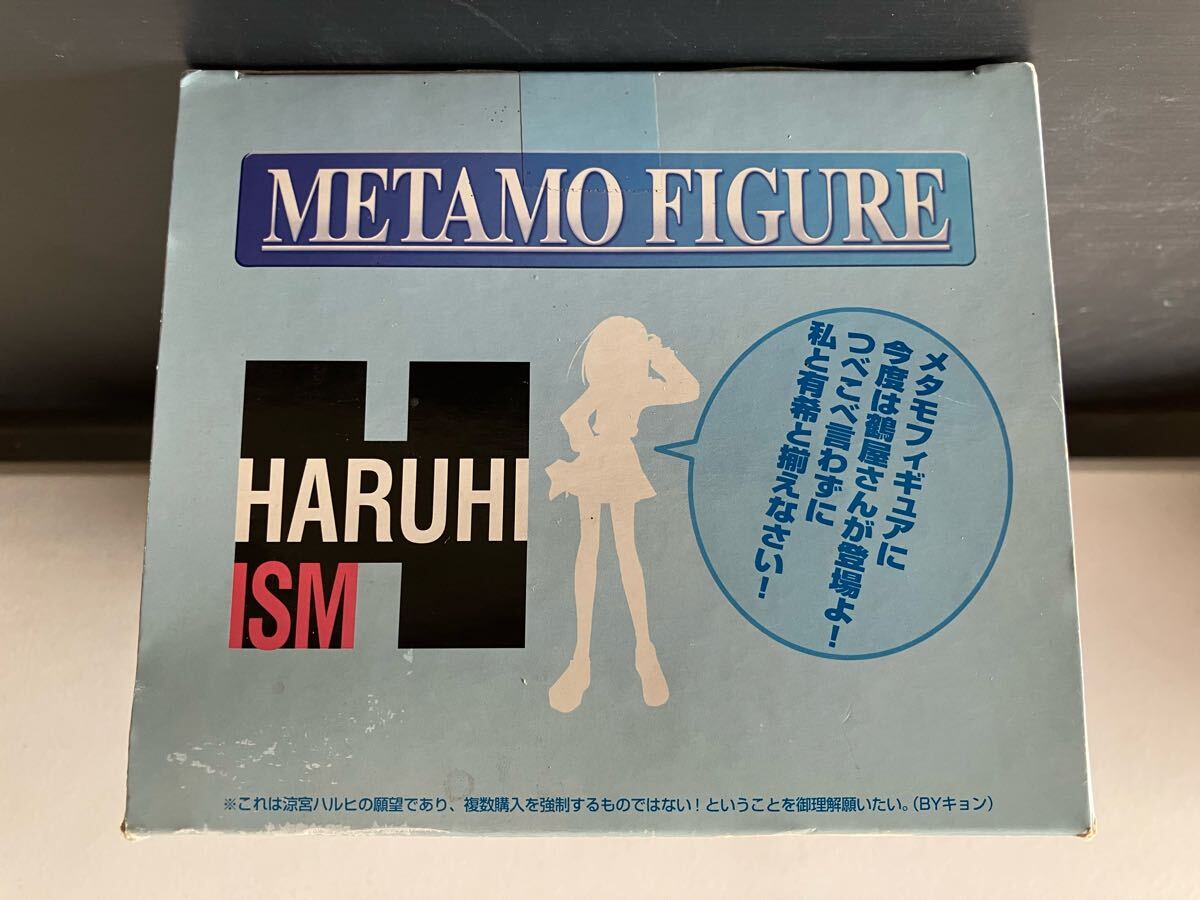 METAMO FIGURE
HARUHI
ISM
メタモフィギュアに
今度は鶴屋さんが登場よ!
つべこべ言わずに
私と有希と揃えなさい!
※これは涼宮ハルヒの願望であり、複数購入を強制するものではない!ということを御理解願いたい。(BYキョン)